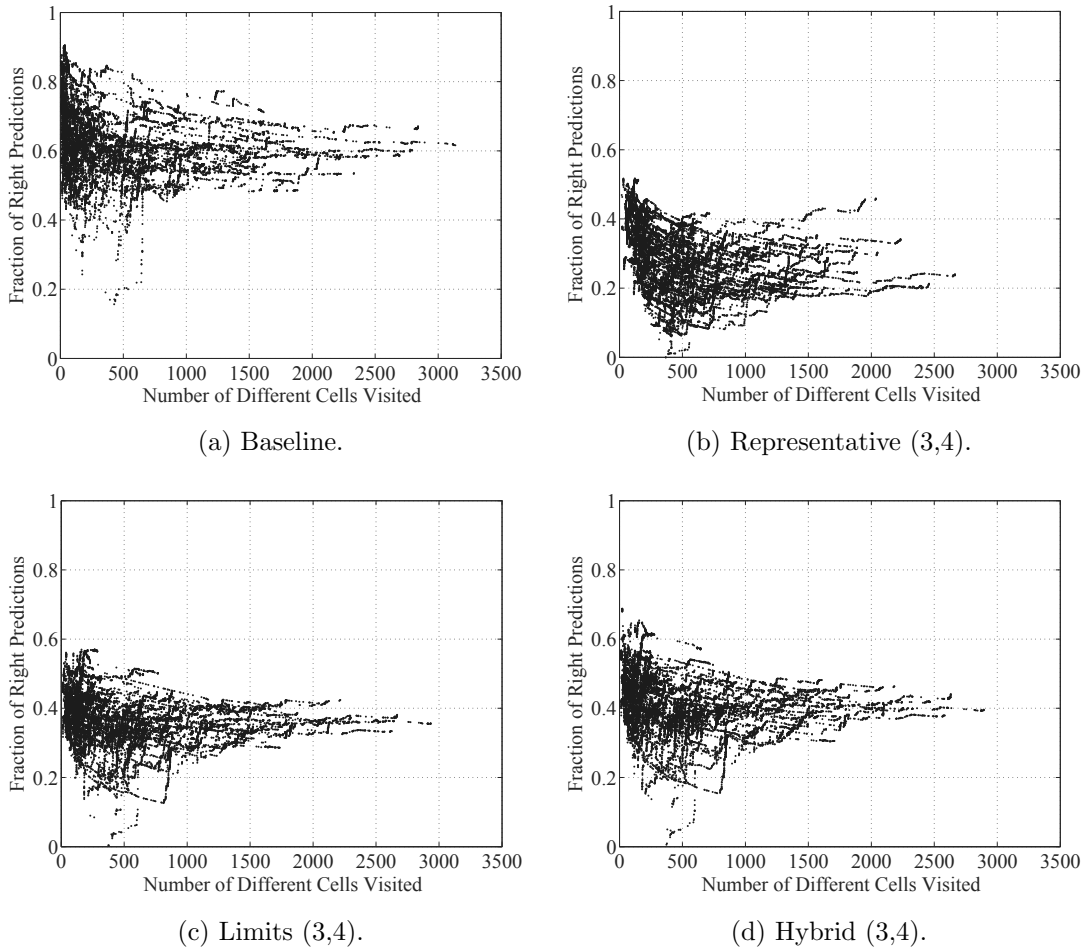 1
0.8
0.6
0.4
0.2
0
Fraction of Right Predictions
0 500 1000 1500 2000 2500 3000 3500
Number of Different Cells Visited
(a) Baseline.
1
0.8
0.6
0.4
0.2
0
Fraction of Right Predictions
0 500 1000 1500 2000 2500 3000 3500
Number of Different Cells Visited
(b) Representative (3,4).
1
0.8
0.6
0.4
0.2
0
Fraction of Right Predictions
0 500 1000 1500 2000 2500 3000 3500
Number of Different Cells Visited
(c) Limits (3,4).
1
0.8
0.6
0.4
0.2
0
Fraction of Right Predictions
0 500 1000 1500 2000 2500 3000 3500
Number of Different Cells Visited
(d) Hybrid (3,4).